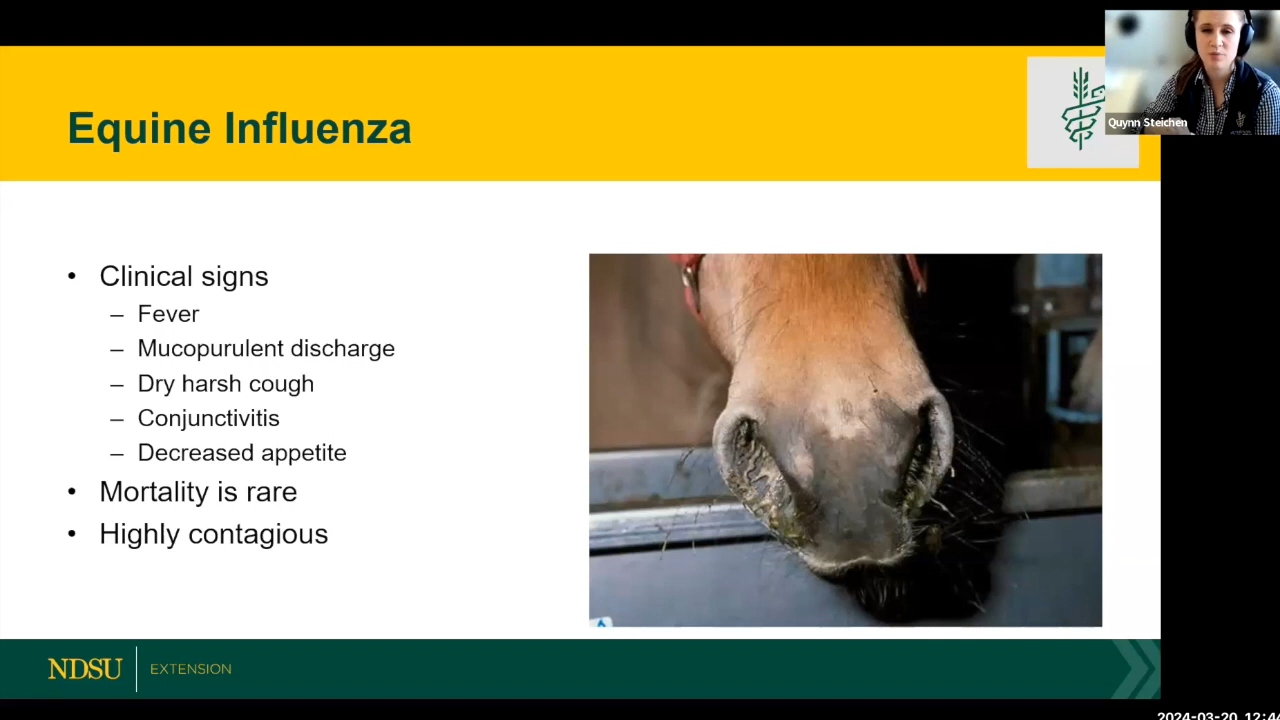 Equine Influenza
Quynn Steichen
• Clinical signs
– Fever
– Mucopurulent discharge
– Dry harsh cough
– Conjunctivitis
– Decreased appetite
• Mortality is rare
• Highly contagious
NDSU EXTENSION
2024-03-20 12:4